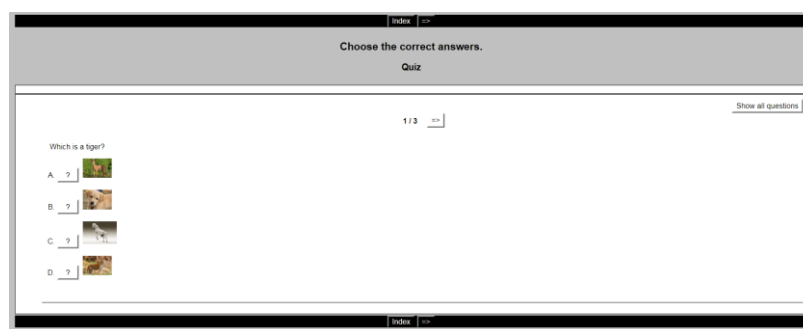 Index =>
Choose the correct answers.
Quiz
Show all questions
1 / 3 =>
Which is a tiger?
A. ?
B. ?
C. ?
D. ?
Index =>